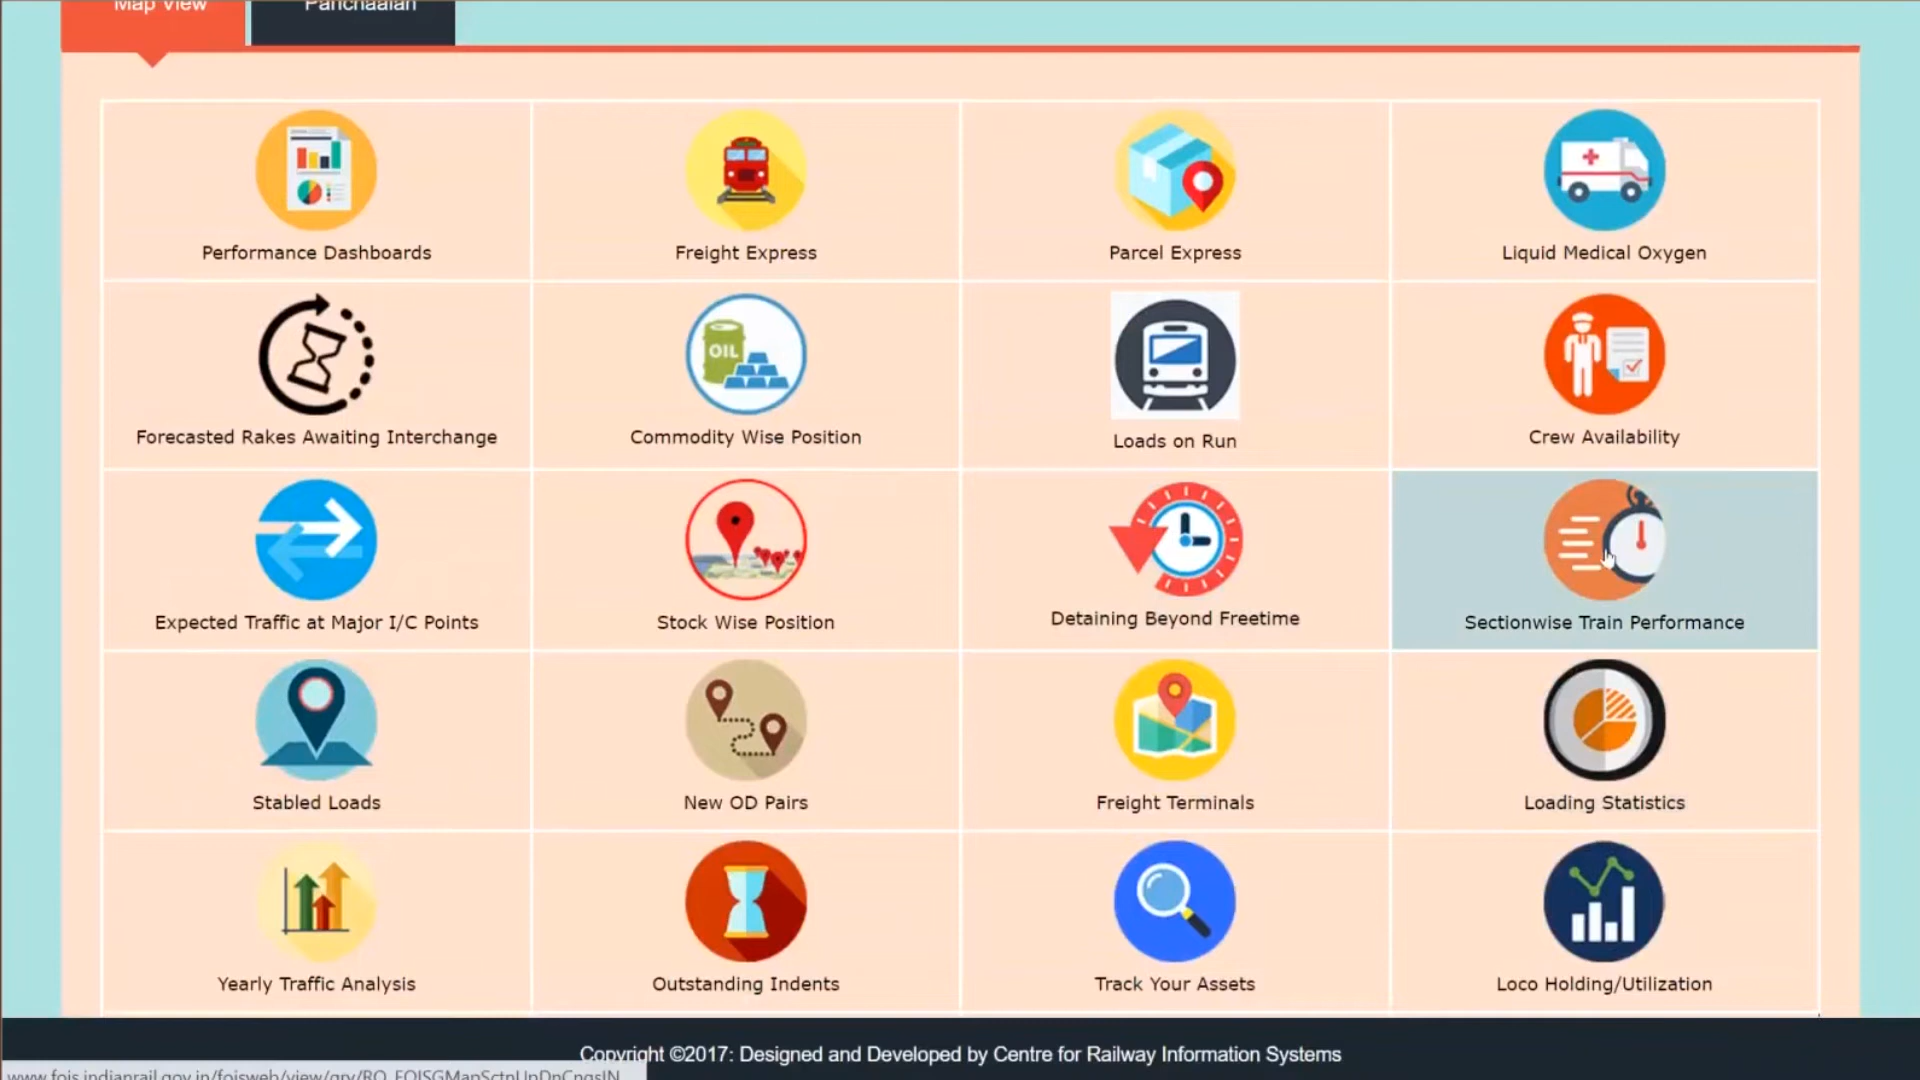 Map View
Panchaalan
Performance Dashboards
Freight Express
Parcel Express
Liquid Medical Oxygen
OIL
Forecasted Rakes Awaiting Interchange
Commodity Wise Position
Loads on Run
Crew Availability
Expected Traffic at Major I/C Points
Stock Wise Position
Detaining Beyond Freetime
Sectionwise Train Performance
Stabled Loads
New OD Pairs
Freight Terminals
Loading Statistics
Yearly Traffic Analysis
Outstanding Indents
Track Your Assets
Loco Holding/Utilization
Copyright ©2017: Designed and Developed by Centre for Railway Information Systems